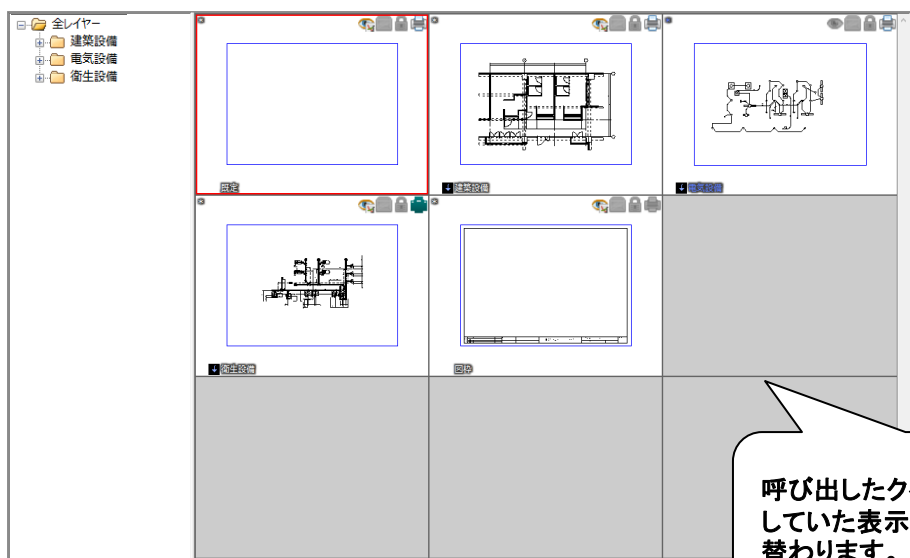 全レイヤー
建築設備
電気設備
衛生設備
既定
建築設備
電気設備
衛生設備
図枠
呼び出したク
していた表示
替わります。